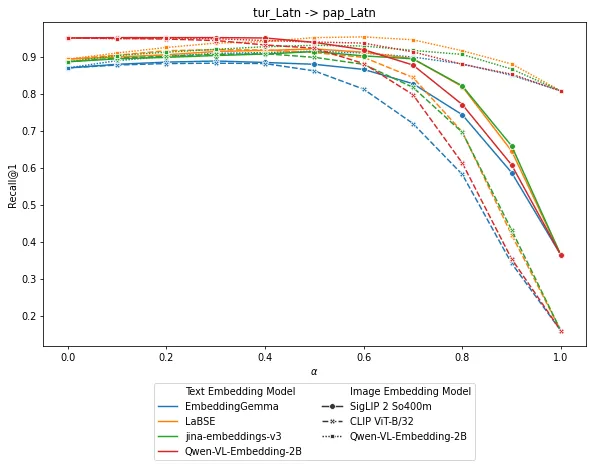 tur_Latn -> pap_Latn
Recall@1
0.9
0.8
0.7
0.6
0.5
0.4
0.3
0.2
0.0
0.2
0.4
0.6
0.8
1.0
α
Text Embedding Model
EmbeddingGemma
LaBSE
jina-embeddings-v3
Qwen-VL-Embedding-2B
Image Embedding Model
SigLIP 2 So400m
CLIP ViT-B/32
Qwen-VL-Embedding-2B